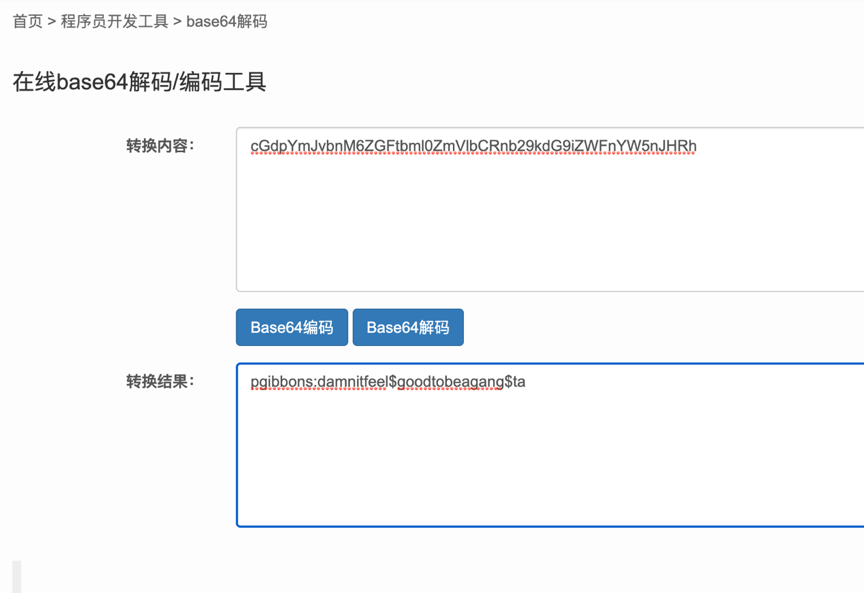 首页 > 程序员开发工具 > base64解码
在线base64解码/编码工具
转换内容：
cGdpYmJvbnM6ZGFtbml0ZmVlbCRnb29kdG9iZWFnYW5nJHRh
Base64编码 Base64解码
转换结果：
pgibbons:damnitfeel$goodtobeagang$ta